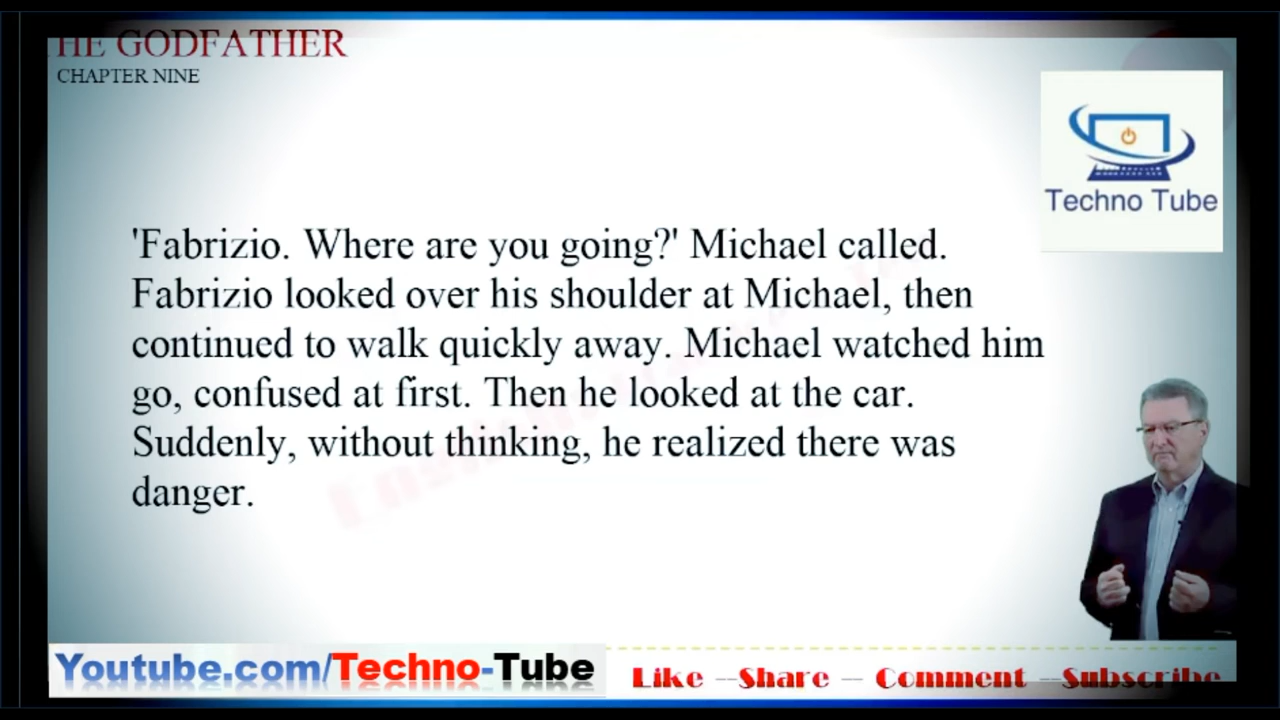 THE GODFATHER
CHAPTER NINE
Techno Tube
'Fabrizio. Where are you going?' Michael called.
Fabrizio looked over his shoulder at Michael, then
continued to walk quickly away. Michael watched him
go, confused at first. Then he looked at the car.
Suddenly, without thinking, he realized there was
danger.
Youtube.com/Techno-Tube
Like --Share -- Comment --Subscribe